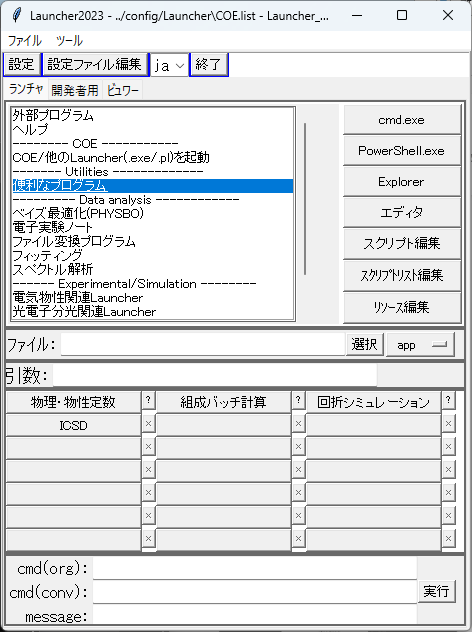 Launcher2023 - ../config/Launcher\COE.list - Launcher_...
ファイル ツール
設定 設定ファイル編集 ja 終了
ランチャ 開発者用 ビュワー
外部プログラム
ヘルプ
-------- COE -----------
COE/他のLauncher(.exe/.pl)を起動
-------- Utilities -------------
便利なプログラム
--------- Data analysis ------------
ベイズ最適化(PHYSBO)
電子実験ノート
ファイル変換プログラム
フィッティング
スペクトル解析
------ Experimental/Simulation --------
電気物性関連Launcher
光電子分光関連Launcher
cmd.exe
PowerShell.exe
Explorer
エディタ
スクリプト編集
スクリプトリスト編集
リソース編集
ファイル: 選択 app
引数:
物理・物性定数 ? 組成バッチ計算 ? 回折シミュレーション ?
ICSD × × ×
× × ×
× × ×
× × ×
× × ×
× × ×
cmd(org):
cmd(conv): 実行
message: